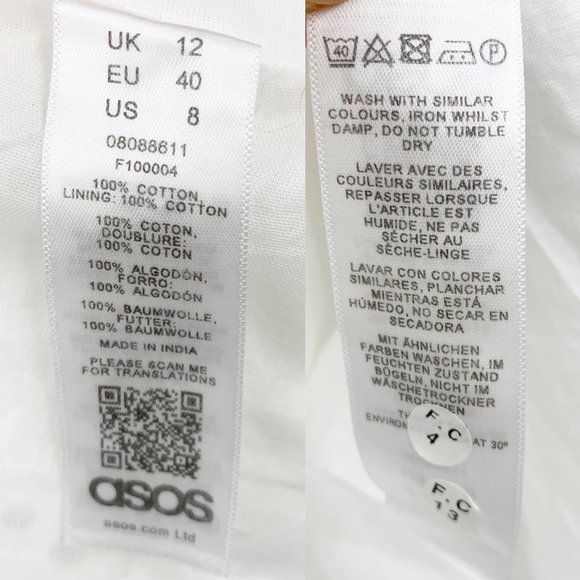 UK 12
EU 40
US 8
08088611
F100004
100% COTTON,
LINING: 100% COTTON
100% COTON,
DOUBLURE:
100% COTON
100% ALGODÓN,
FORRO:
100% ALGODÓN
100% BAUMWOLLE,
FUTTER:
100% BAUMWOLLE
MADE IN INDIA
PLEASE SCAN ME
FOR TRANSLATIONS
asos
asos.com Ltd
40 P
WASH WITH SIMILAR
COLOURS, IRON WHILST
DAMP, DO NOT TUMBLE
DRY
LAVER AVEC DES
COULEURS SIMILAIRES,
REPASSER LORSQUE
L'ARTICLE EST
HUMIDE, NE PAS
SÉCHER AU
SÈCHE-LINGE
LAVAR CON COLORES
SIMILARES, PLANCHAR
MIENTRAS ESTÁ
HÚMEDO, NO SECAR EN
SECADORA
MIT ÄHNLICHEN
FARBEN WASCHEN, IM
FEUCHTEN ZUSTAND
BÜGELN, NICHT IM
WÄSCHETROCKNER
TROCKNEN
AT 30°
F.C
4
F.C
13